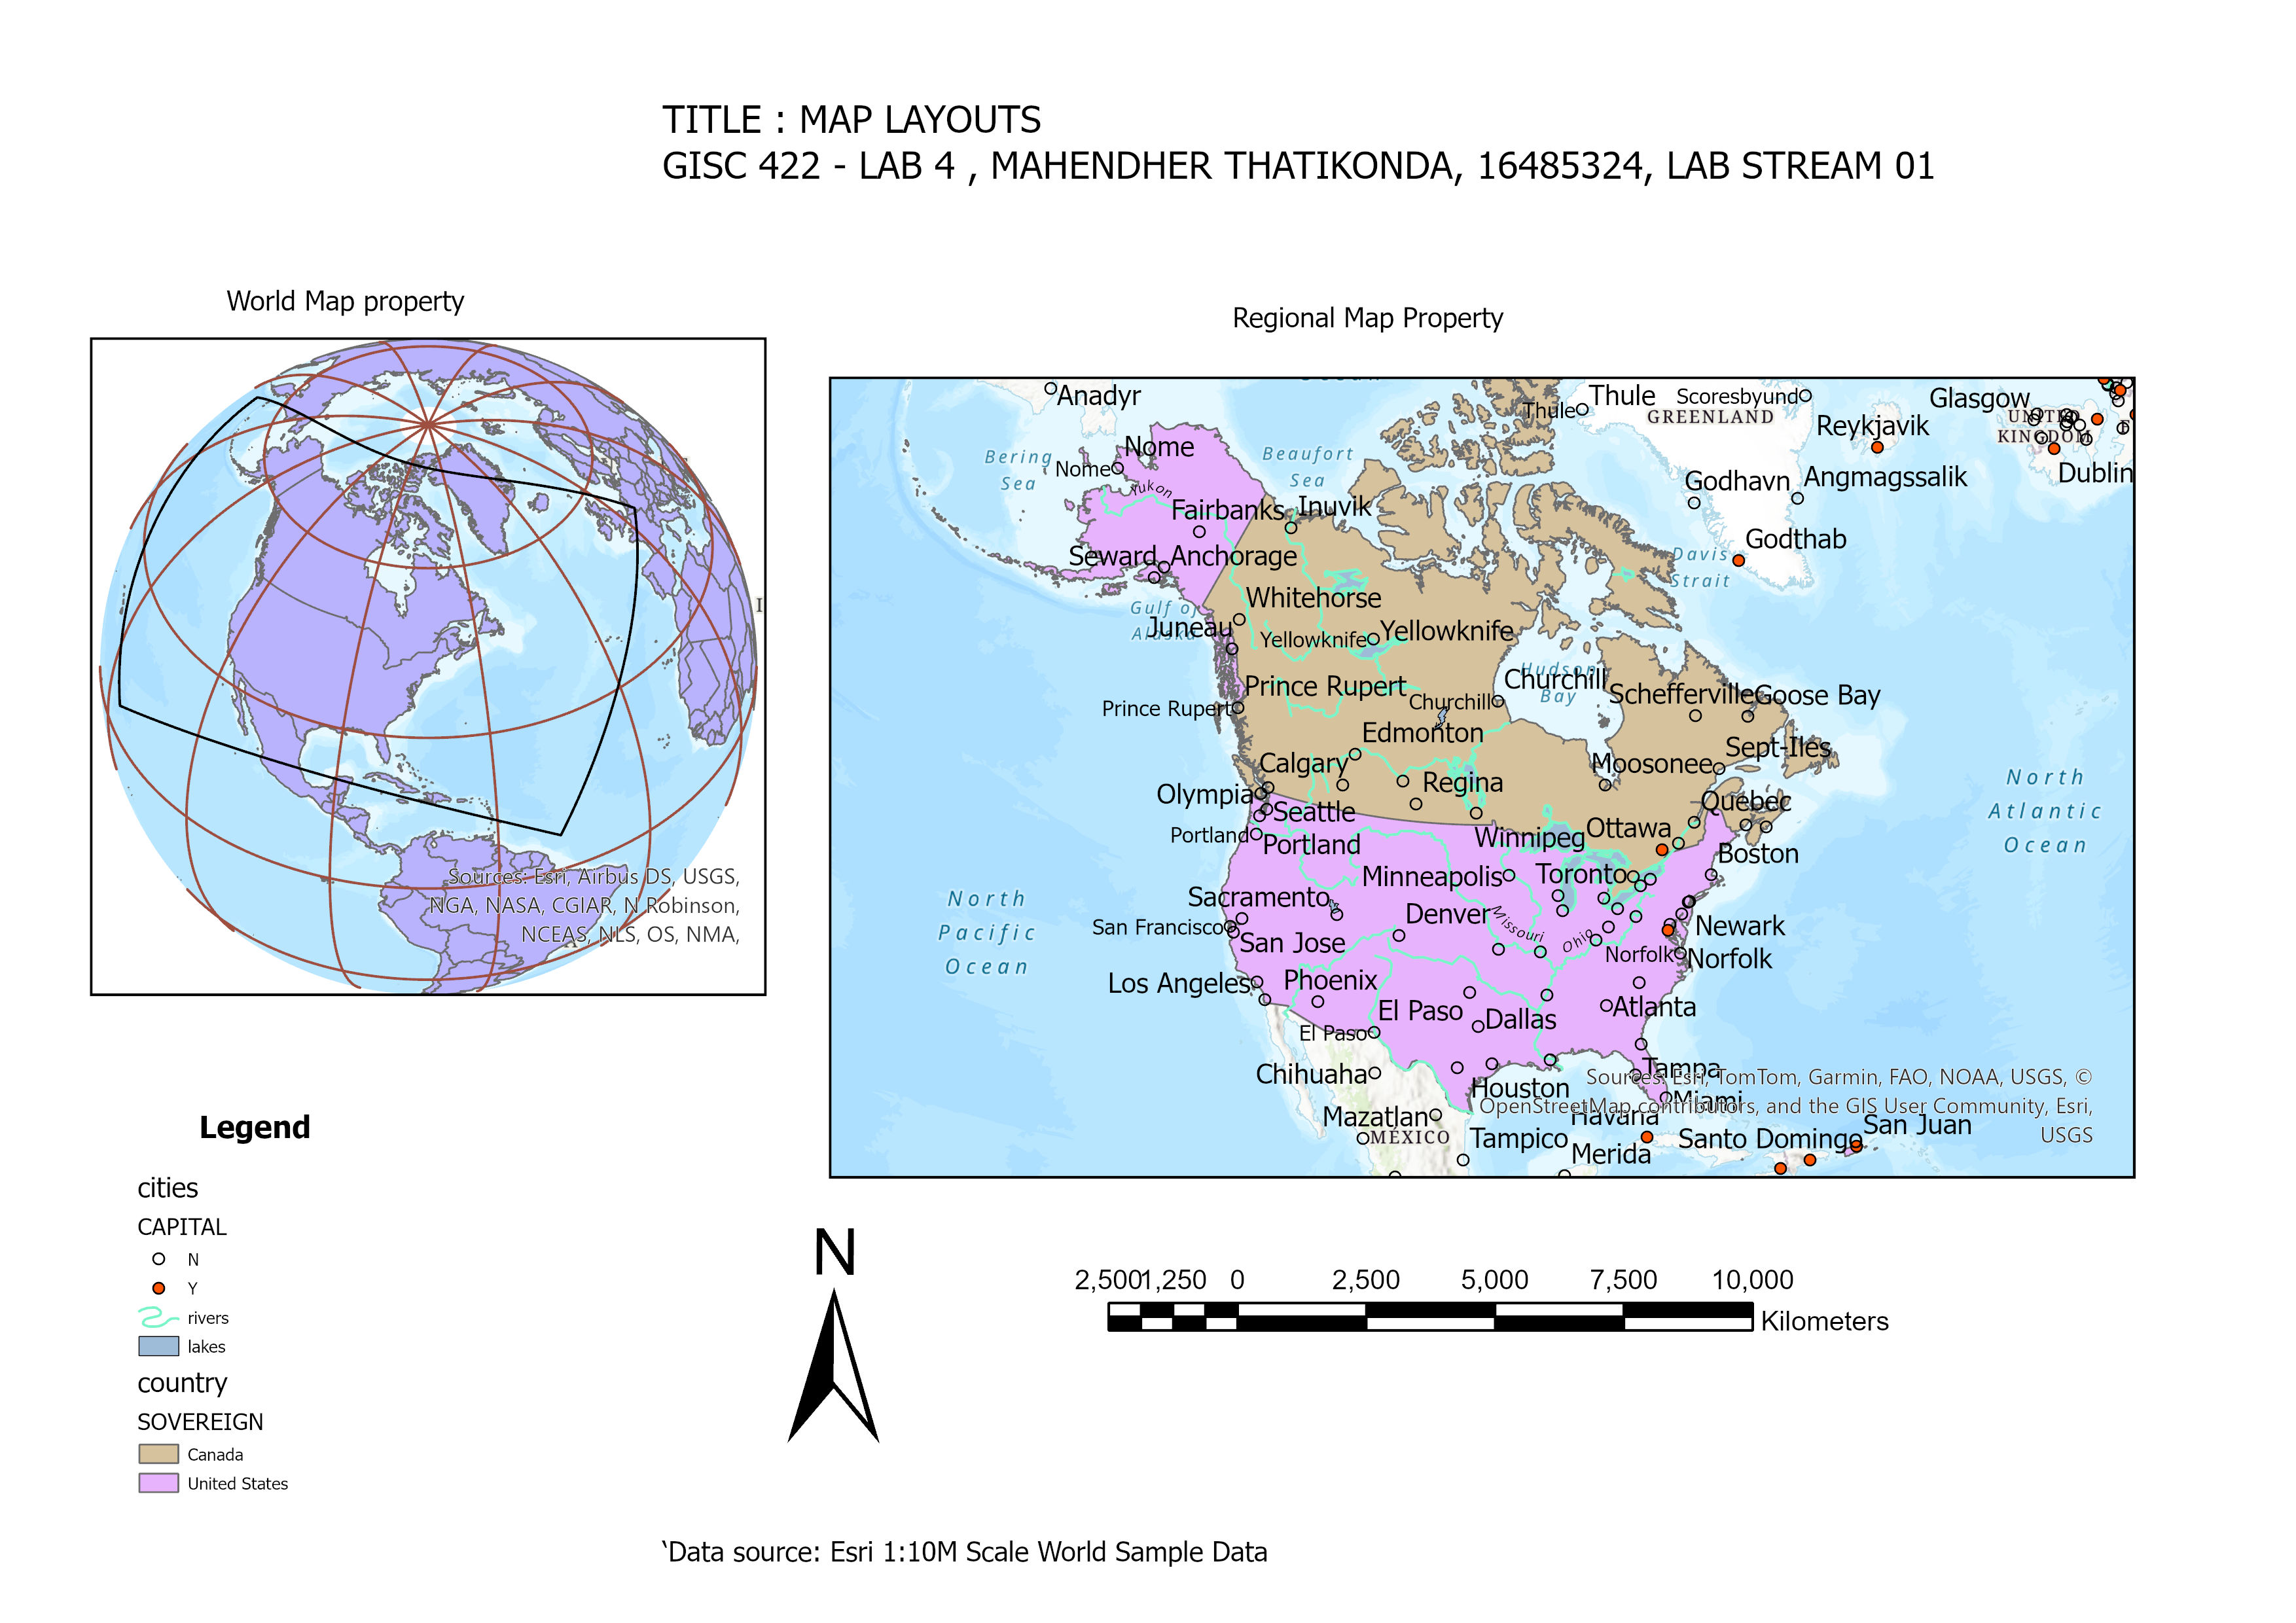 TITLE : MAP LAYOUTS
GISC 422 - LAB 4 , MAHENDHER THATIKONDA, 16485324, LAB STREAM 01
World Map property
Sources: Esri, Airbus DS, USGS,
NGA, NASA, CGIAR, N Robinson,
NCEAS, NLS, OS, NMA,
Regional Map Property
Anadyr
Thule
Thule
Scoresbysund
GREENLAND
Glasgow
UNITED
KINGDOM
Reykjavik
Dublin
Nome
Nome
Bering
Sea
Beaufort
Sea
Yukon
Godhavn
Angmagssalik
Fairbanks
Inuvik
Godthab
Seward
Anchorage
Davis
Strait
Whitehorse
Gulf of
Alaska
Juneau
Yellowknife
Yellowknife
Hudson
Bay
Churchill
Churchill
Prince Rupert
Prince Rupert
Schefferville
Goose Bay
Edmonton
Sept-Iles
Calgary
Moosonee
Regina
North
Atlantic
Ocean
Olympia
Seattle
Quebec
Portland
Portland
Winnipeg
Ottawa
Boston
Minneapolis
Toronto
Sacramento
Denver
Missouri
Ohio
Newark
North
Pacific
Ocean
San Francisco
San Jose
Norfolk
Norfolk
Los Angeles
Phoenix
El Paso
El Paso
Dallas
Atlanta
Chihuaha
Houston
Tampa
Miami
Sources: Esri, TomTom, Garmin, FAO, NOAA, USGS, ©
OpenStreetMap contributors, and the GIS User Community, Esri,
USGS
Mazatlan
MÉXICO
Tampico
Havana
Merida
Santo Domingo
San Juan
Legend
cities
CAPITAL
N
Y
rivers
lakes
country
SOVEREIGN
Canada
United States
N
2,500 1,250 0 2,500 5,000 7,500 10,000
Kilometers
‘Data source: Esri 1:10M Scale World Sample Data